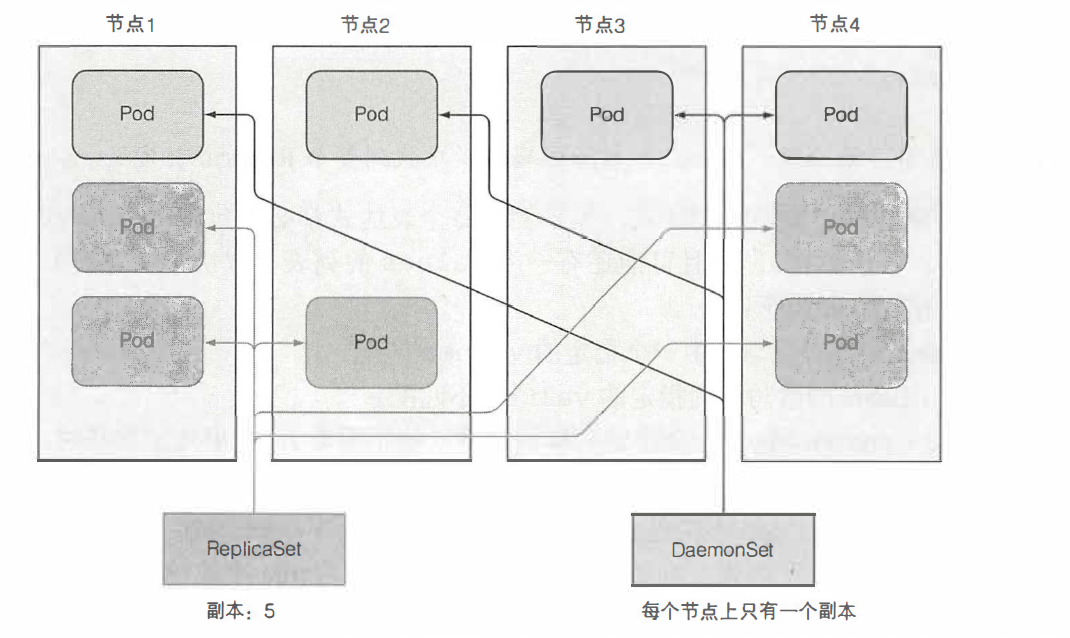 节点1 节点2 节点3 节点4
Pod Pod Pod Pod
Pod Pod
Pod Pod Pod
ReplicaSet DaemonSet
副本：5 每个节点上只有一个副本